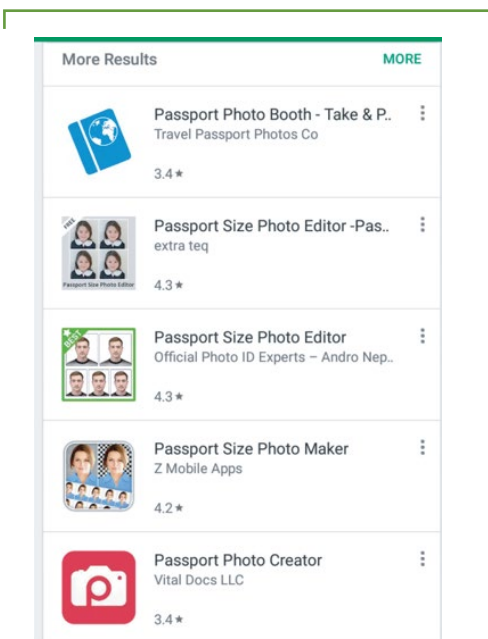 More Results MORE
Passport Photo Booth - Take & P..
Travel Passport Photos Co
3.4★
FREE
Passport Size Photo Editor -Pas..
extra teq
Passport Size Photo Editor
4.3★
BEST
Passport Size Photo Editor
Official Photo ID Experts – Andro Nep..
4.3★
Passport Size Photo Maker
Z Mobile Apps
4.2★
Passport Photo Creator
Vital Docs LLC
3.4★